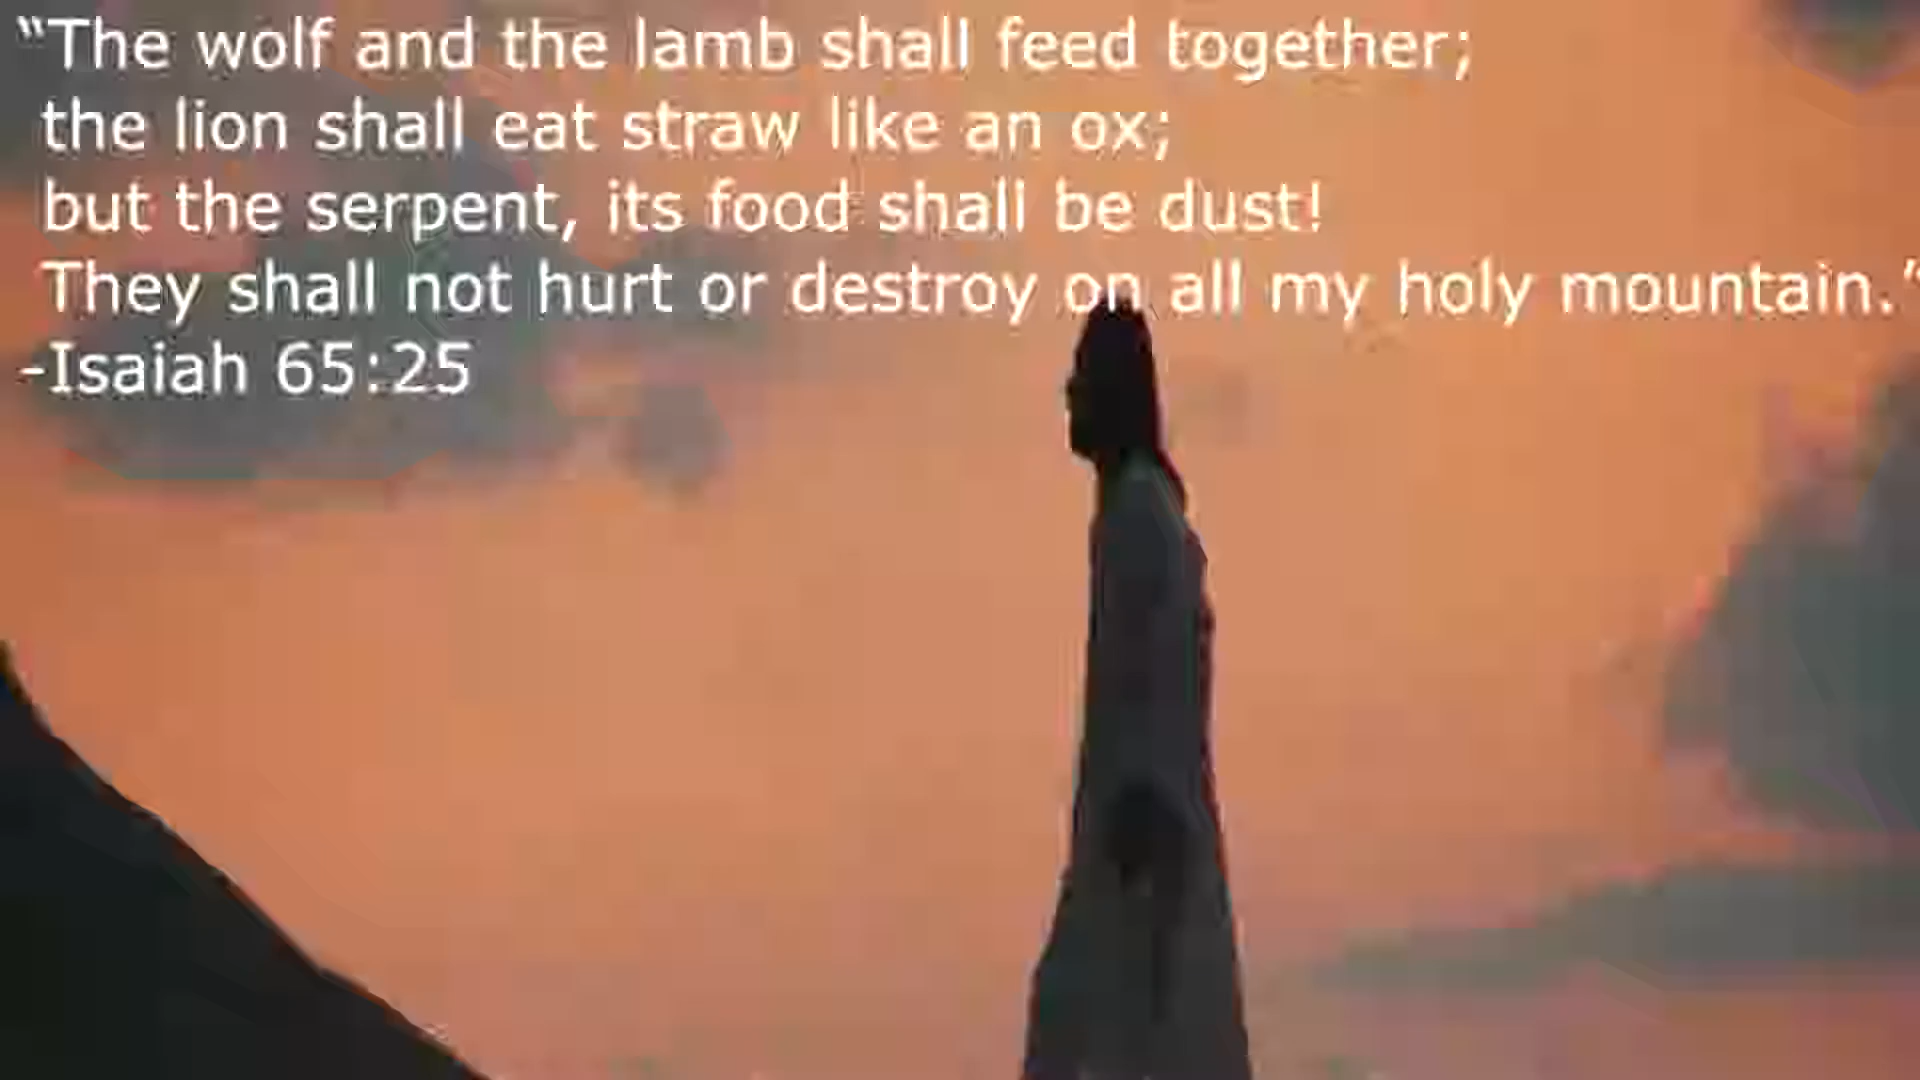 “The wolf and the lamb shall feed together;
the lion shall eat straw like an ox;
but the serpent, its food shall be dust!
They shall not hurt or destroy on all my holy mountain.”
-Isaiah 65:25